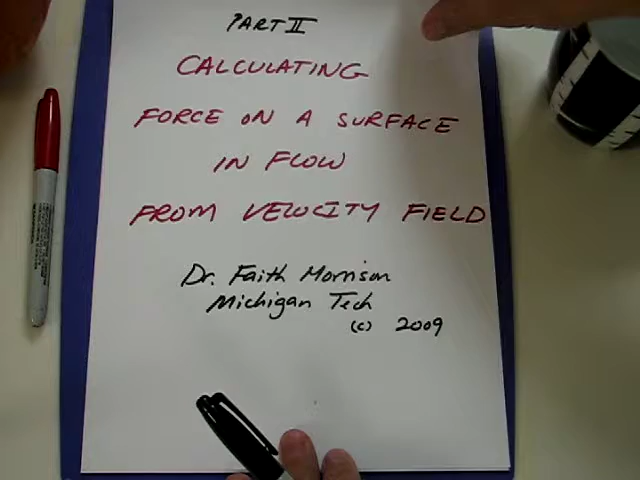 PART II
CALCULATING
FORCE ON A SURFACE
IN FLOW
FROM VELOCITY FIELD
Dr. Faith Morrison
Michigan Tech
(c) 2009